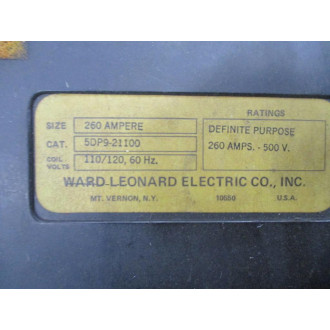 RATINGS
SIZE 260 AMPERE
DEFINITE PURPOSE
CAT. 5DP9-21100
260 AMPS. - 500 V.
COIL VOLTS 110/120, 60 Hz.
WARD LEONARD ELECTRIC CO., INC.
MT. VERNON, N.Y. 10550 U.S.A.